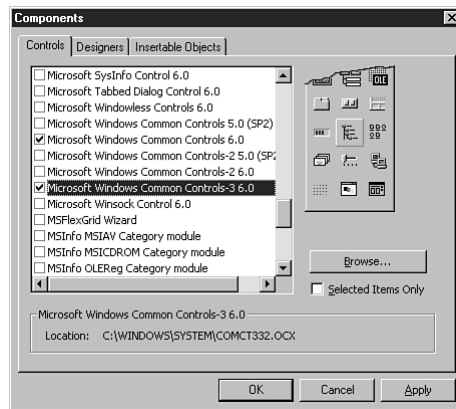 Components
Controls Designers Insertable Objects
Microsoft SysInfo Control 6.0
Microsoft Tabbed Dialog Control 6.0
Microsoft Windowless Controls 6.0
Microsoft Windows Common Controls 5.0 (SP2)
Microsoft Windows Common Controls 6.0
Microsoft Windows Common Controls-2 5.0 (SP2
Microsoft Windows Common Controls-2 6.0
Microsoft Windows Common Controls-3 6.0
Microsoft Winsock Control 6.0
MSFlexGrid Wizard
MSInfo MSIAV Category module
MSInfo MSICDROM Category module
MSInfo OLEReg Category module
OLE
Browse...
Selected Items Only
Microsoft Windows Common Controls-3 6.0
Location: C:\WINDOWS\SYSTEM\COMCT332.OCX
OK Cancel Apply